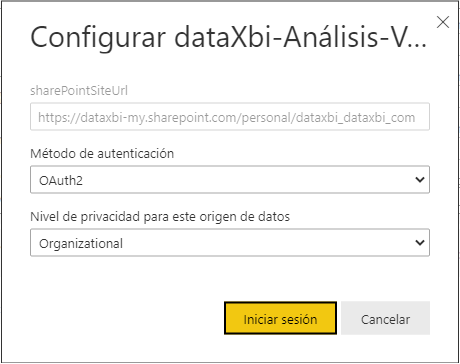 Configurar dataXbi-Análisis-V...
sharePointSiteUrl
https://dataxbi-my.sharepoint.com/personal/dataxbi_dataxbi_com
Método de autenticación
OAuth2
Nivel de privacidad para este origen de datos
Organizational
Iniciar sesión
Cancelar